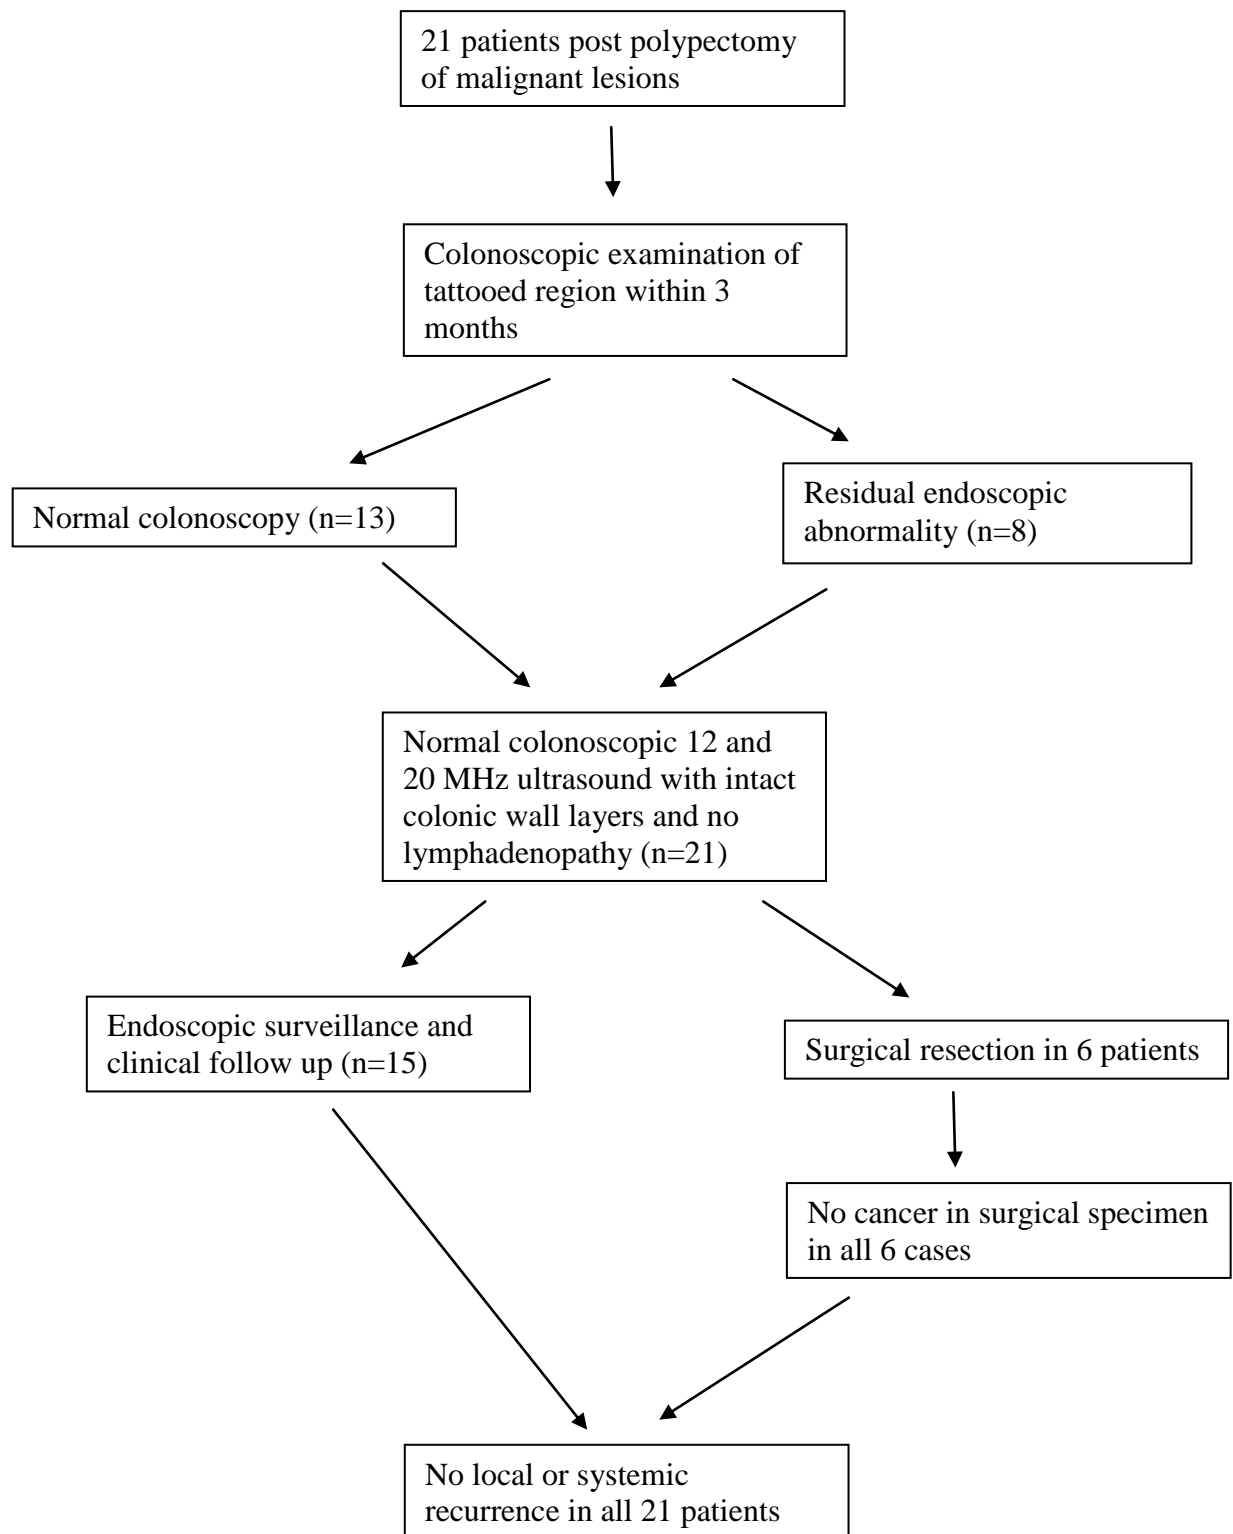 21 patients post polypectomy
of malignant lesions
Colonoscopic examination of
tattooed region within 3
months
Normal colonoscopy (n=13)
Residual endoscopic
abnormality (n=8)
Normal colonoscopic 12 and
20 MHz ultrasound with intact
colonic wall layers and no
lymphadenopathy (n=21)
Endoscopic surveillance and
clinical follow up (n=15)
Surgical resection in 6 patients
No cancer in surgical specimen
in all 6 cases
No local or systemic
recurrence in all 21 patients